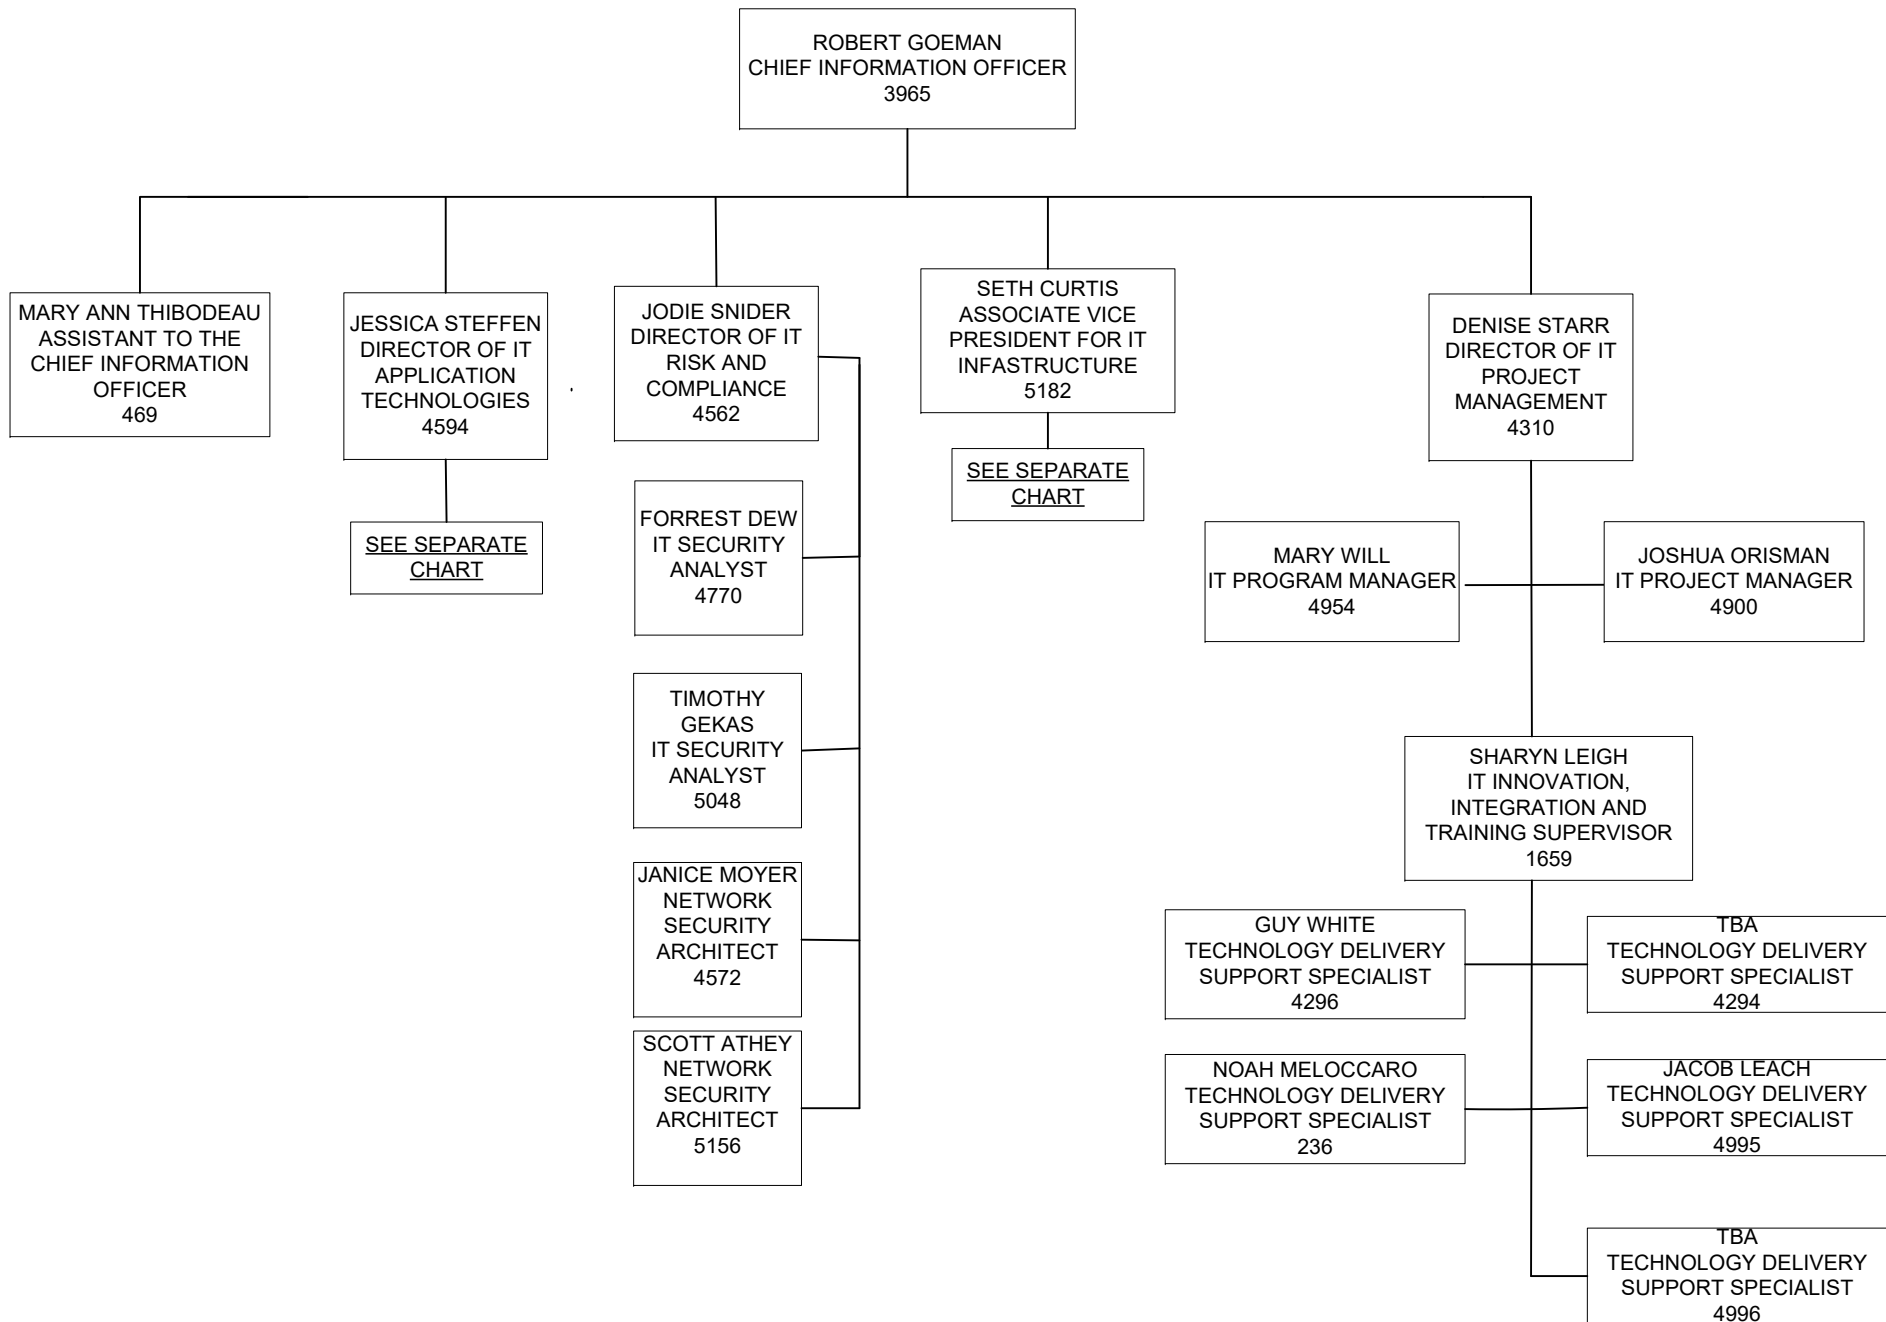 ROBERT GOEMAN
CHIEF INFORMATION OFFICER
3965
MARY ANN THIBODEAU
ASSISTANT TO THE
CHIEF INFORMATION
OFFICER
469
JESSICA STEFFEN
DIRECTOR OF IT
APPLICATION
TECHNOLOGIES
4594
SEE SEPARATE
CHART
JODIE SNIDER
DIRECTOR OF IT
RISK AND
COMPLIANCE
4562
FORREST DEW
IT SECURITY
ANALYST
4770
TIMOTHY
GEKAS
IT SECURITY
ANALYST
5048
JANICE MOYER
NETWORK
SECURITY
ARCHITECT
4572
SCOTT ATHEY
NETWORK
SECURITY
ARCHITECT
5156
SETH CURTIS
ASSOCIATE VICE
PRESIDENT FOR IT
INFASTRUCTURE
5182
SEE SEPARATE
CHART
DENISE STARR
DIRECTOR OF IT
PROJECT
MANAGEMENT
4310
MARY WILL
IT PROGRAM MANAGER
4954
JOSHUA ORISMAN
IT PROJECT MANAGER
4900
SHARYN LEIGH
IT INNOVATION,
INTEGRATION AND
TRAINING SUPERVISOR
1659
GUY WHITE
TECHNOLOGY DELIVERY
SUPPORT SPECIALIST
4296
TBA
TECHNOLOGY DELIVERY
SUPPORT SPECIALIST
4294
NOAH MELOCCARO
TECHNOLOGY DELIVERY
SUPPORT SPECIALIST
236
JACOB LEACH
TECHNOLOGY DELIVERY
SUPPORT SPECIALIST
4995
TBA
TECHNOLOGY DELIVERY
SUPPORT SPECIALIST
4996